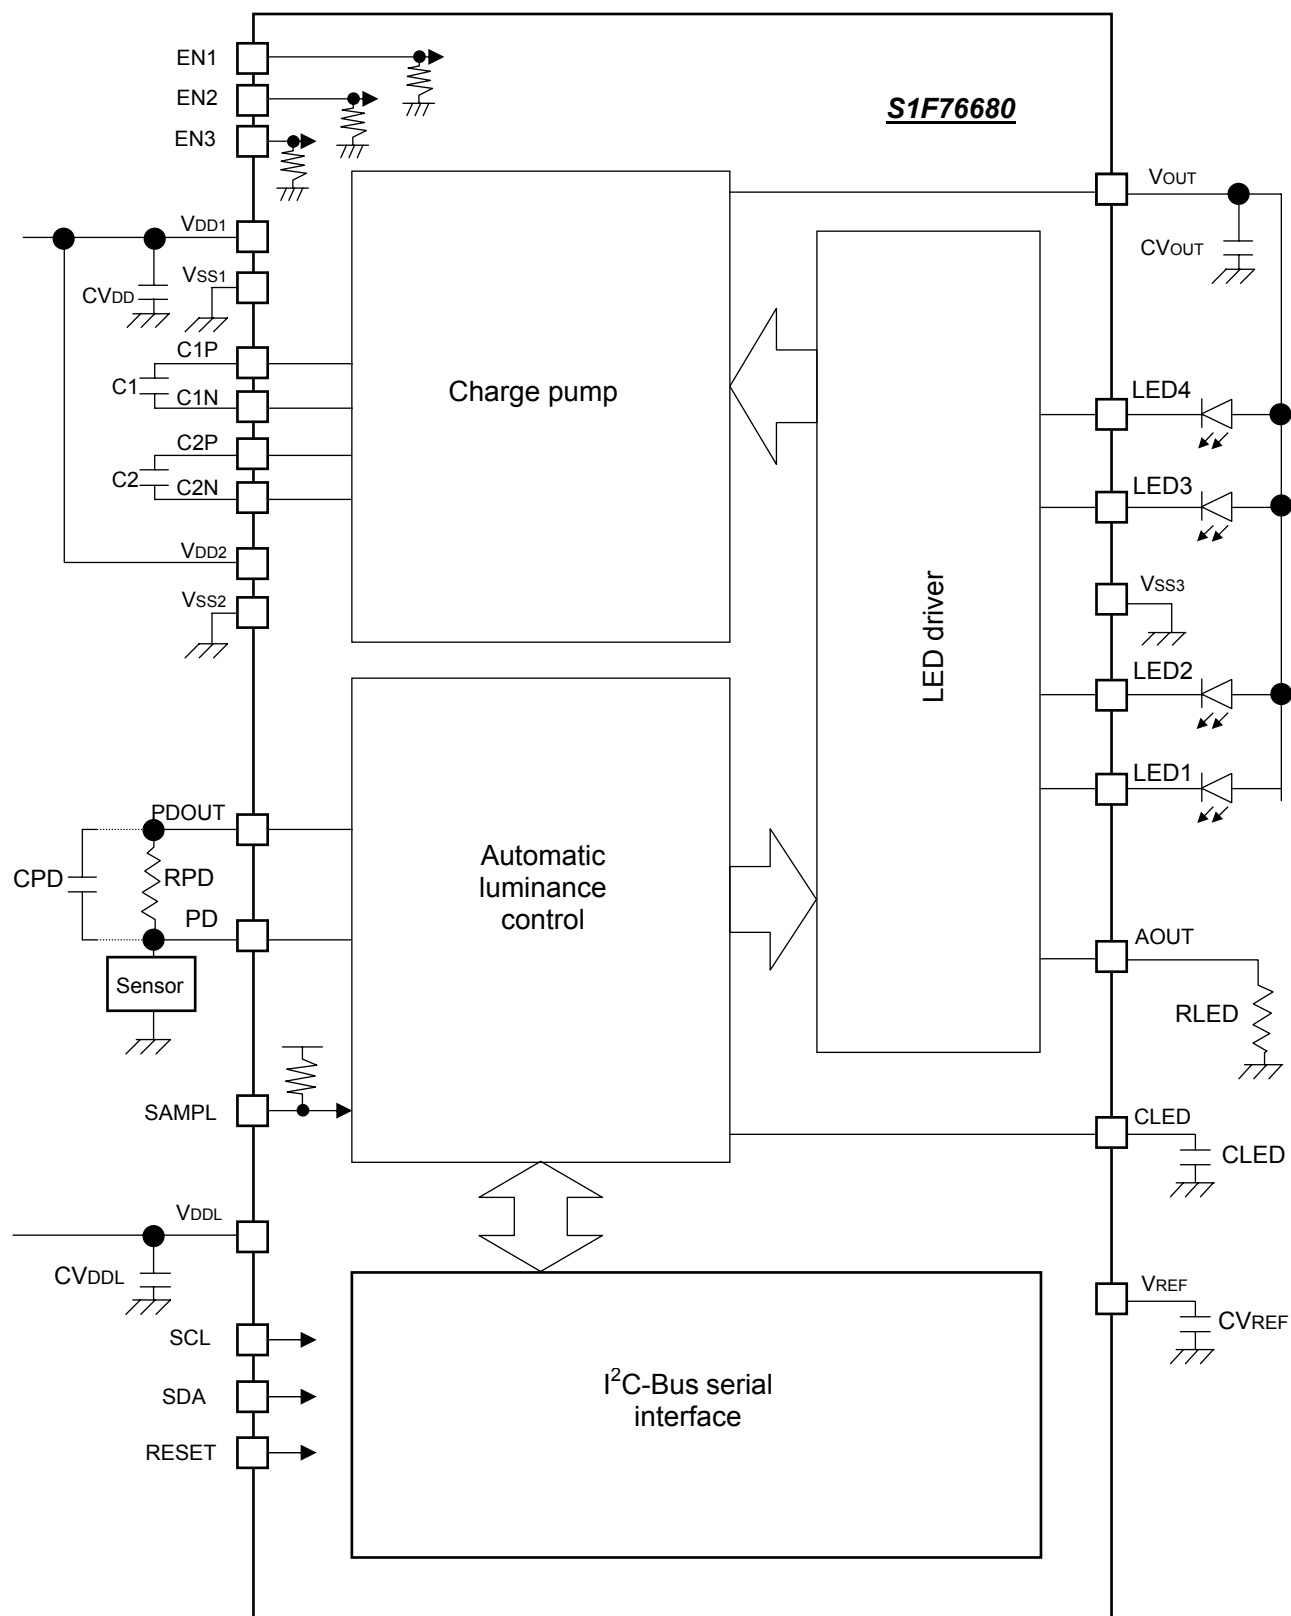 EN1
EN2
EN3
S1F76680
VOUT
CVOUT
VDD1
VSS1
CVDD
C1P
C1
C1N
C2P
C2
C2N
VDD2
VSS2
Charge pump
LED driver
LED4
LED3
VSS3
LED2
LED1
PDOUT
CPD
RPD
PD
Sensor
Automatic
luminance
control
AOUT
RLED
SAMPL
CLED
CLED
VDDL
CVDDL
VREF
CVREF
SCL
SDA
RESET
I²C-Bus serial
interface